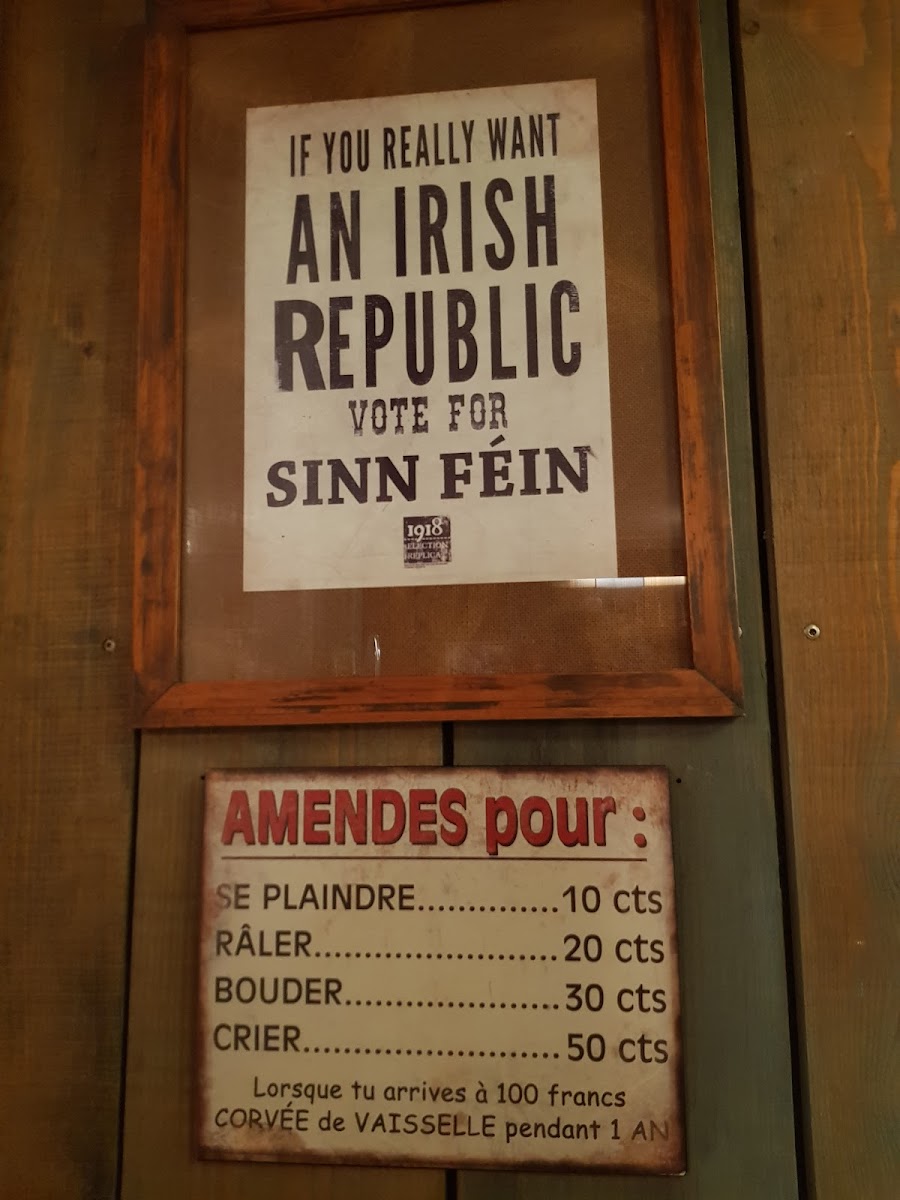 IF YOU REALLY WANT
AN IRISH
REPUBLIC
VOTE FOR
SINN FÉIN
1918
ELECTION
REPLICA
AMENDES pour :
SE PLAINDRE..............10 cts
RÂLER........................20 cts
BOUDER.....................30 cts
CRIER.........................50 cts
Lorsque tu arrives à 100 francs
CORVÉE de VAISSELLE pendant 1 AN